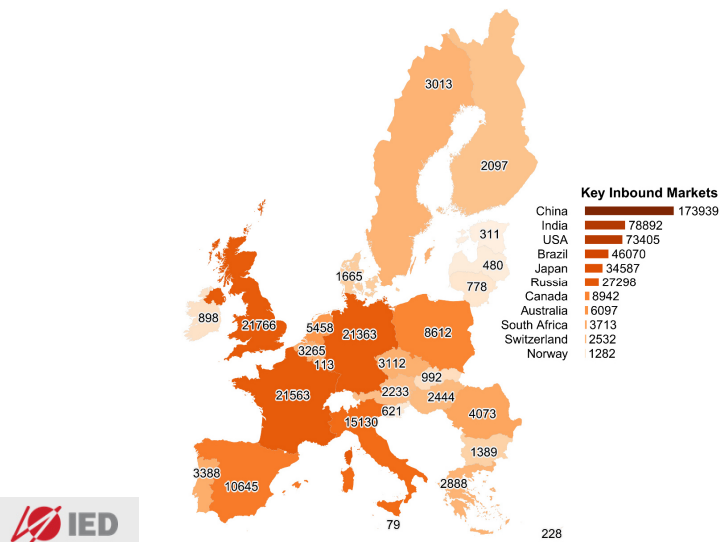 3013
2097
Key Inbound Markets
China 173939
India 78892
USA 73405
Brazil 46070
Japan 34587
Russia 27298
Canada 8942
Australia 6097
South Africa 3713
Switzerland 2532
Norway 1282
311
480
778
1665
898
21766
5458
21363
8612
3265
113
3112
992
21563
2233
2444
621
15130
4073
1389
3388
10645
2888
79
228
IED